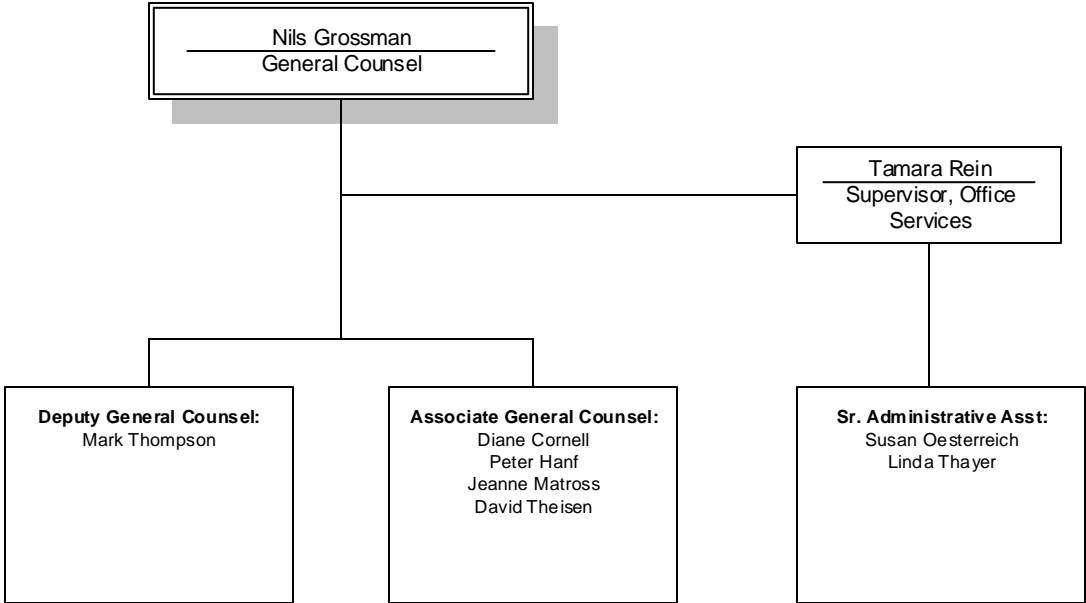 Nils Grossman
General Counsel
Tamara Rein
Supervisor, Office
Services
Deputy General Counsel:
Mark Thompson
Associate General Counsel:
Diane Cornell
Peter Hanf
Jeanne Matross
David Theisen
Sr. Administrative Asst:
Susan Oesterreich
Linda Thayer